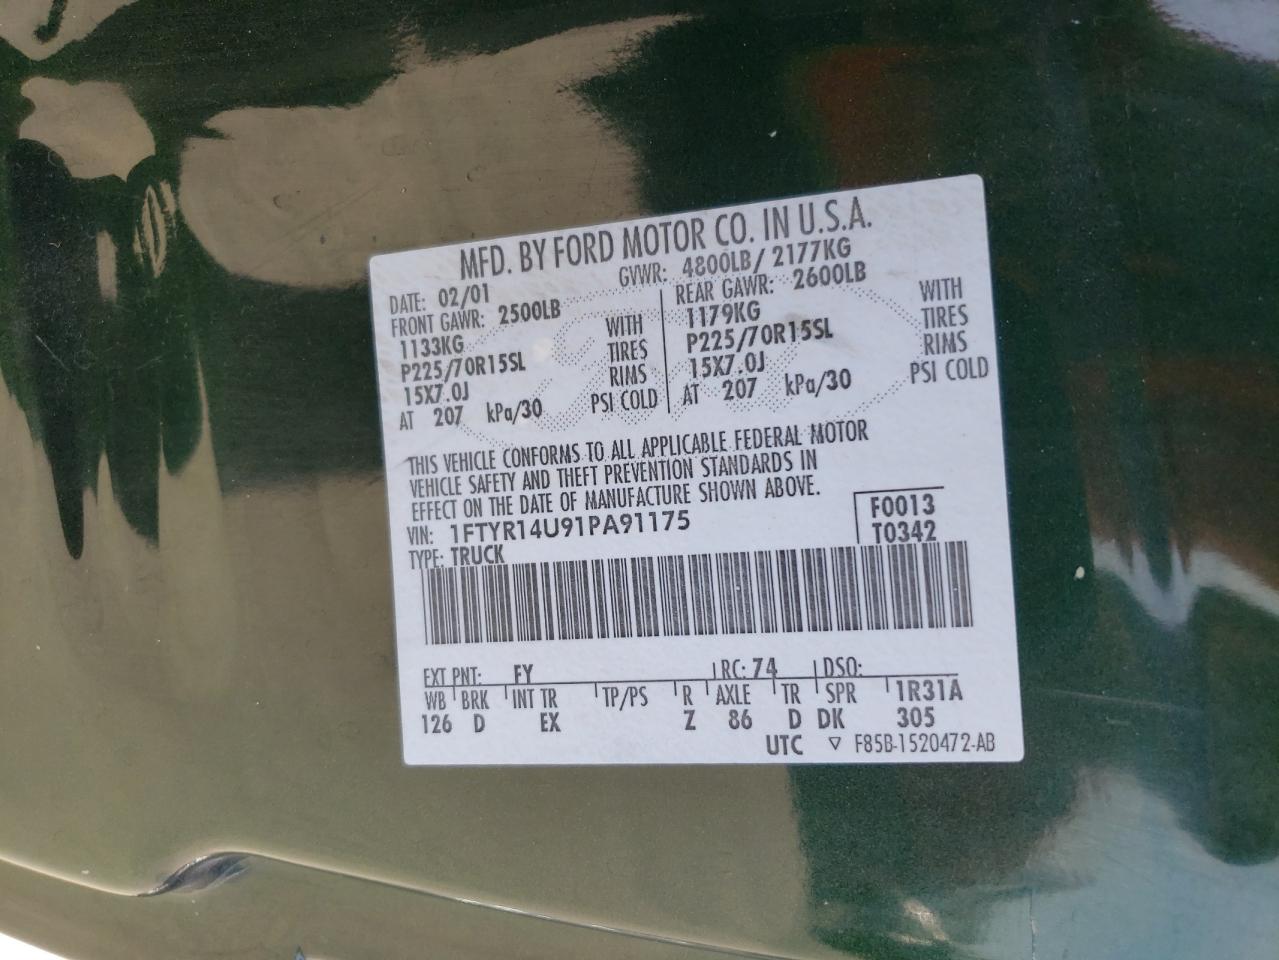 MFD. BY FORD MOTOR CO. IN U.S.A.
DATE: 02/01 GVWR: 4800LB/ 2177KG
FRONT GAWR: 2500LB REAR GAWR: 2600LB
1133KG WITH 1179KG WITH
P225/70R15SL TIRES P225/70R15SL TIRES
15X7.0J RIMS 15X7.0J RIMS
AT 207 kPa/30 PSI COLD AT 207 kPa/30 PSI COLD
THIS VEHICLE CONFORMS TO ALL APPLICABLE FEDERAL MOTOR
VEHICLE SAFETY AND THEFT PREVENTION STANDARDS IN
EFFECT ON THE DATE OF MANUFACTURE SHOWN ABOVE.
VIN: 1FTYR14U91PA91175 F0013
TYPE: TRUCK T0342
EXT PNT: FY RC: 74 DSO:
WB BRK INT TR TP/PS R AXLE TR SPR 1R31A
126 D EX Z 86 D DK 305
UTC ▽ F85B-1520472-AB